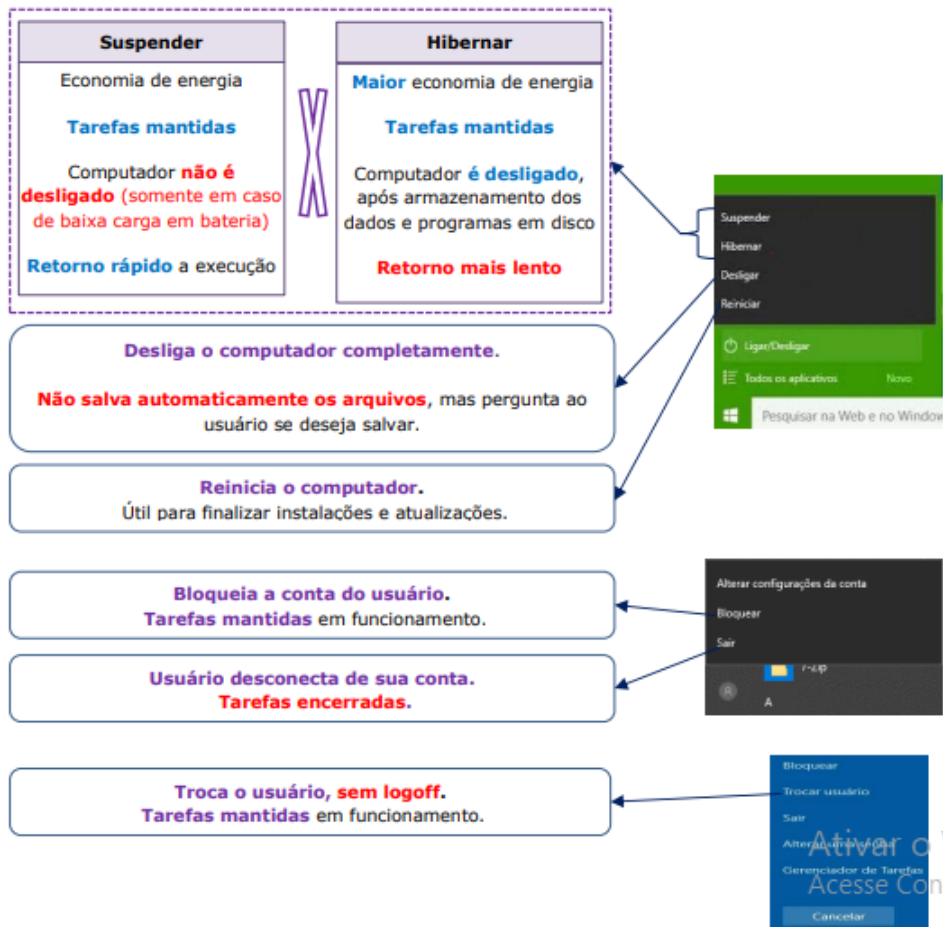 Suspender
Economia de energia
Tarefas mantidas
Computador não é
desligado (somente em caso
de baixa carga em bateria)
Retorno rápido a execução
X
Hibernar
Maior economia de energia
Tarefas mantidas
Computador é desligado,
após armazenamento dos
dados e programas em disco
Retorno mais lento
Suspender
Hibernar
Desligar
Reiniciar
Ligar/Desligar
Todos os aplicativos Novo
Pesquisar na Web e no Window
Desliga o computador completamente.
Não salva automaticamente os arquivos, mas pergunta ao
usuário se deseja salvar.
Reinicia o computador.
Útil para finalizar instalações e atualizações.
Bloqueia a conta do usuário.
Tarefas mantidas em funcionamento.
Usuário desconecta de sua conta.
Tarefas encerradas.
Alterar configurações da conta
Bloquear
Sair
7-Zip
A
Troca o usuário, sem logoff.
Tarefas mantidas em funcionamento.
Bloquear
Trocar usuário
Sair
Alterar uma senha
Gerenciador de Tarefas
Cancelar
Ativar o
Acesse Con